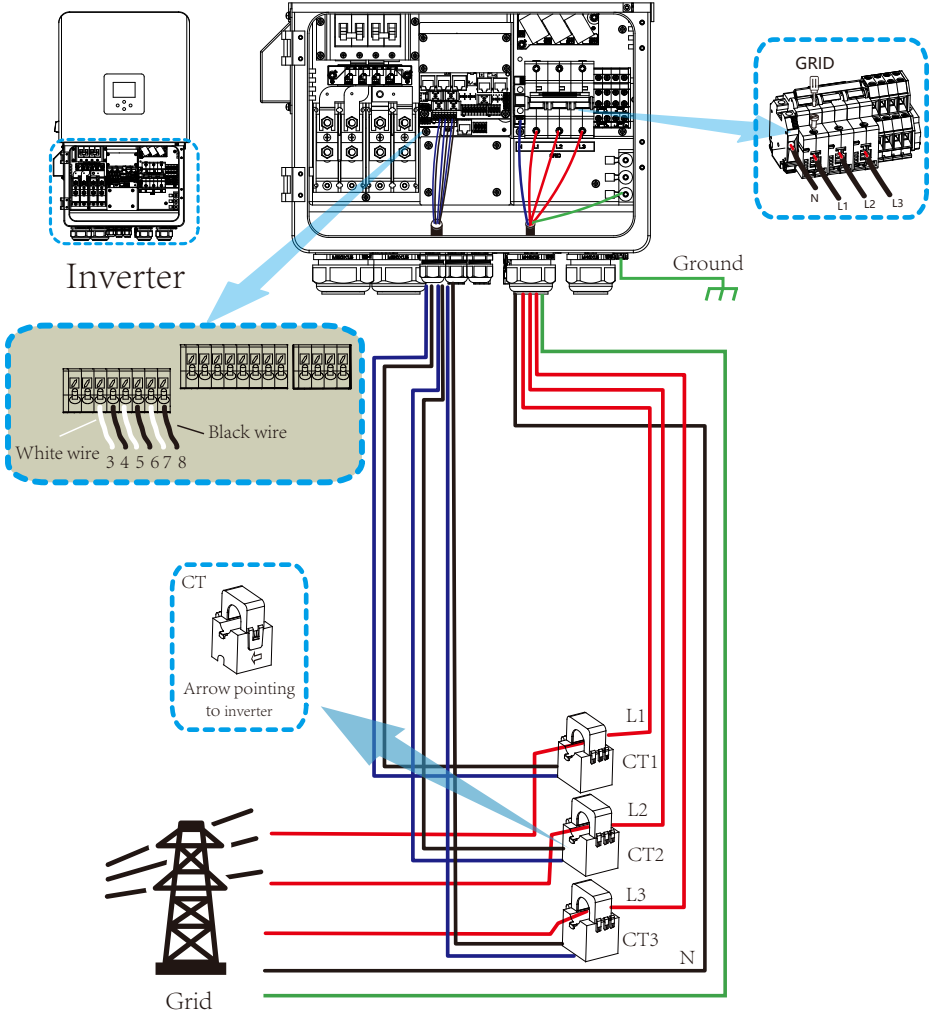 GRID
N
L1
L2
L3
Inverter
Ground
White wire
3 4 5 6 7 8
Black wire
CT
Arrow pointing
to inverter
L1
CT1
L2
CT2
L3
CT3
N
Grid